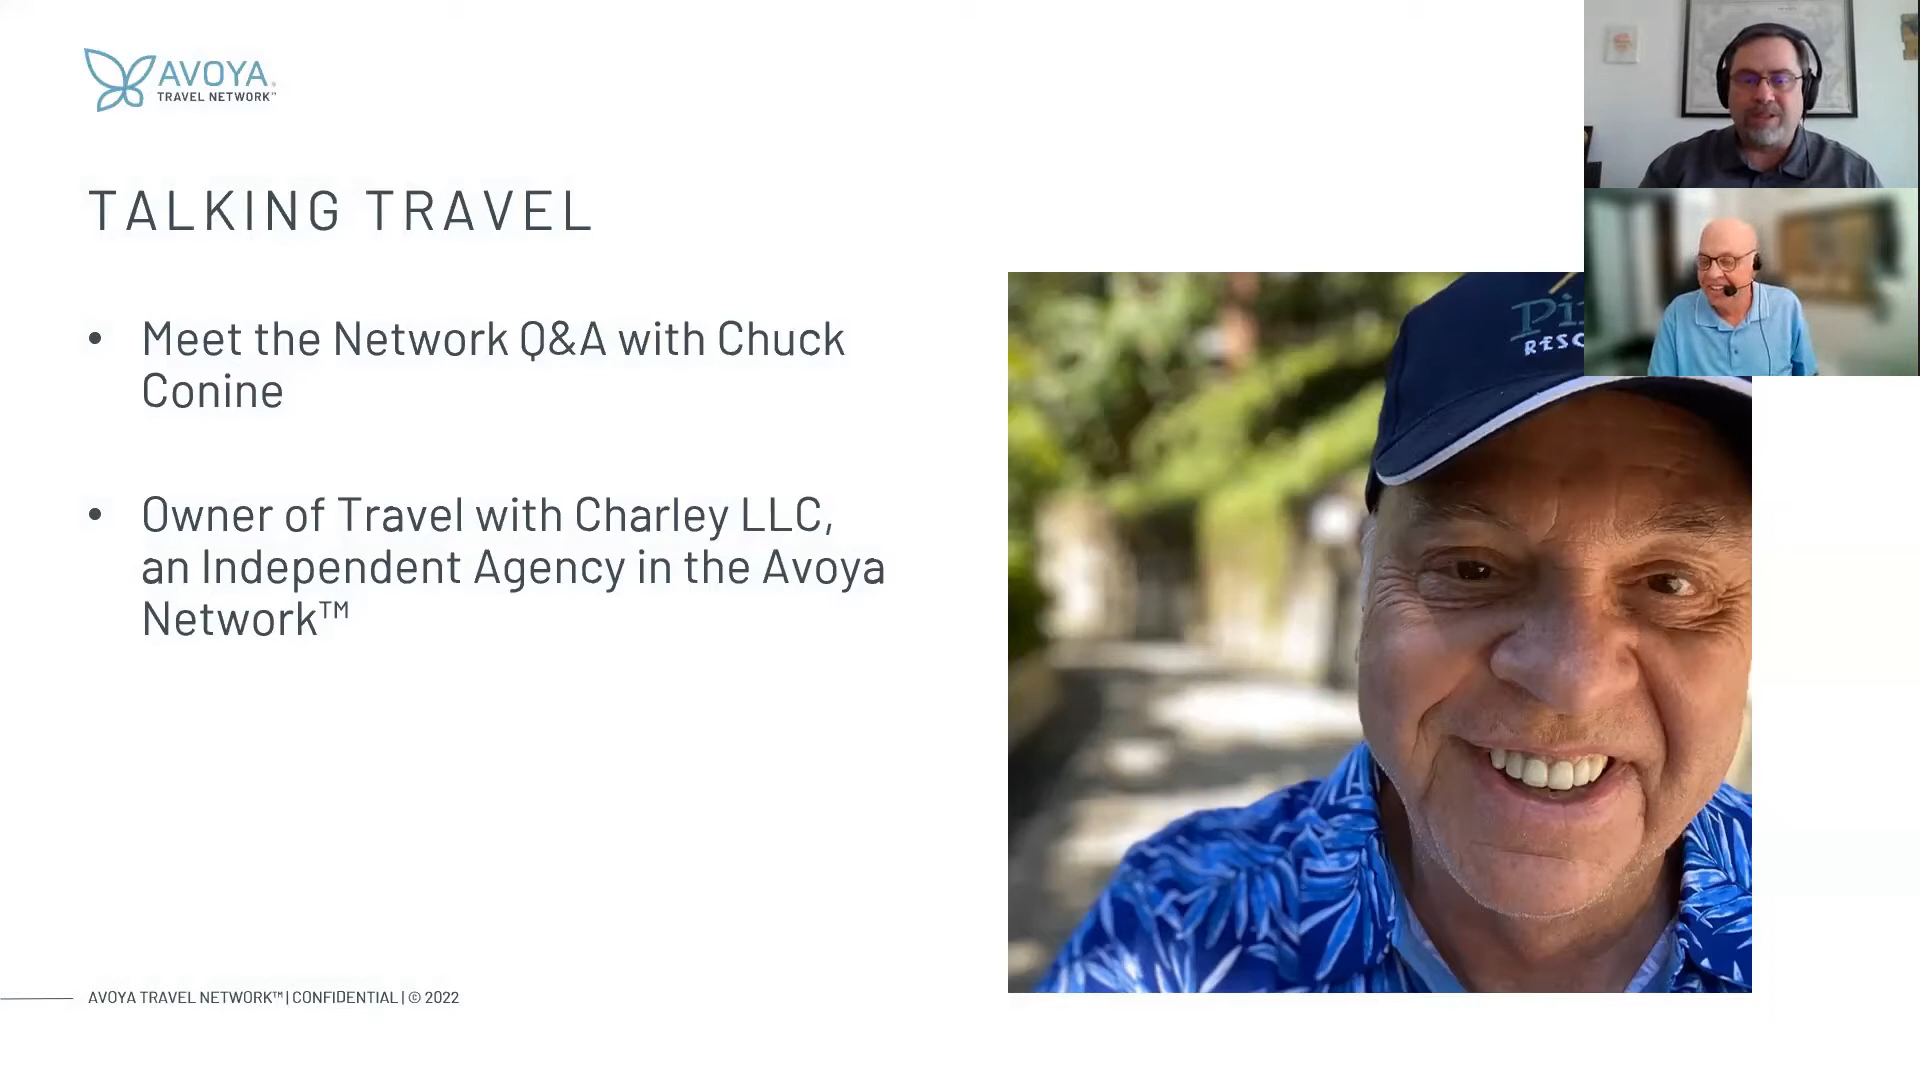 AVOYA
TRAVEL NETWORK™
TALKING TRAVEL
• Meet the Network Q&A with Chuck
Conine
• Owner of Travel with Charley LLC,
an Independent Agency in the Avoya
Network™
AVOYA TRAVEL NETWORK™ | CONFIDENTIAL | © 2022